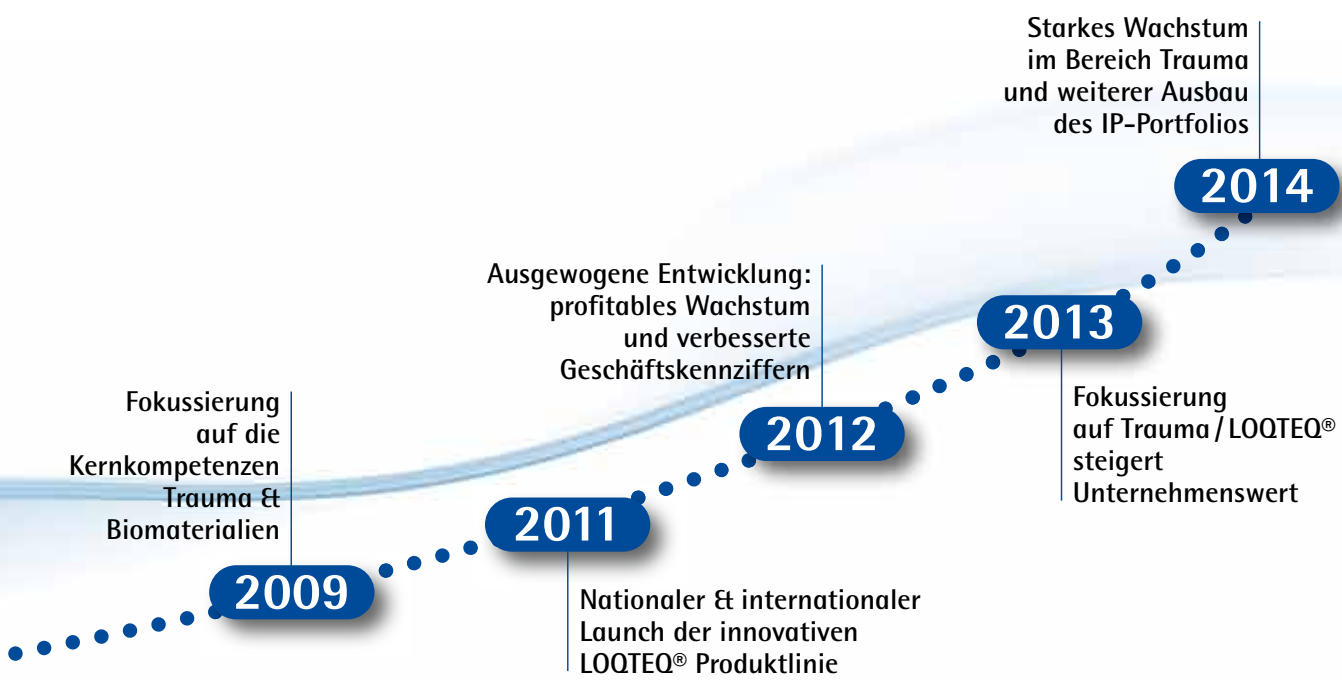 Fokussierung
auf die
Kernkompetenzen
Trauma &
Biomaterialien
2009
2011
Nationaler & internationaler
Launch der innovativen
LOQTEQ® Produktlinie
Ausgewogene Entwicklung:
profitables Wachstum
und verbesserte
Geschäftskennziffern
2012
2013
Fokussierung
auf Trauma / LOQTEQ®
steigert
Unternehmenswert
Starkes Wachstum
im Bereich Trauma
und weiterer Ausbau
des IP-Portfolios
2014